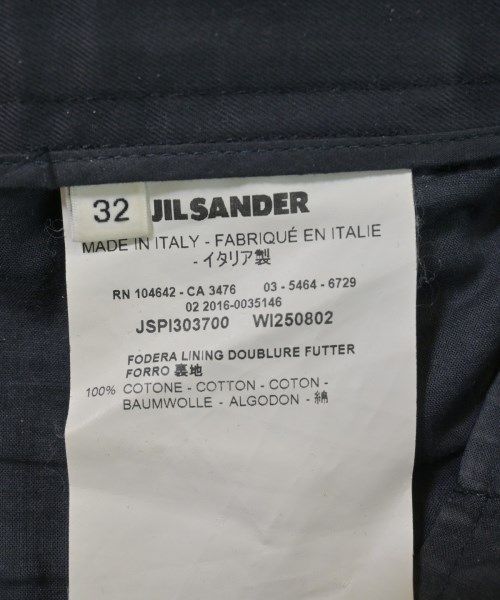 32
JIL SANDER
MADE IN ITALY - FABRIQUÉ EN ITALIE
- イタリア製
RN 104642 - CA 3476 03 - 5464 - 6729
02 2016-0035146
JSPI303700 WI250802
FODERA LINING DOUBLURE FUTTER
FORRO 裏地
100% COTONE - COTTON - COTON -
BAUMWOLLE - ALGODON - 綿